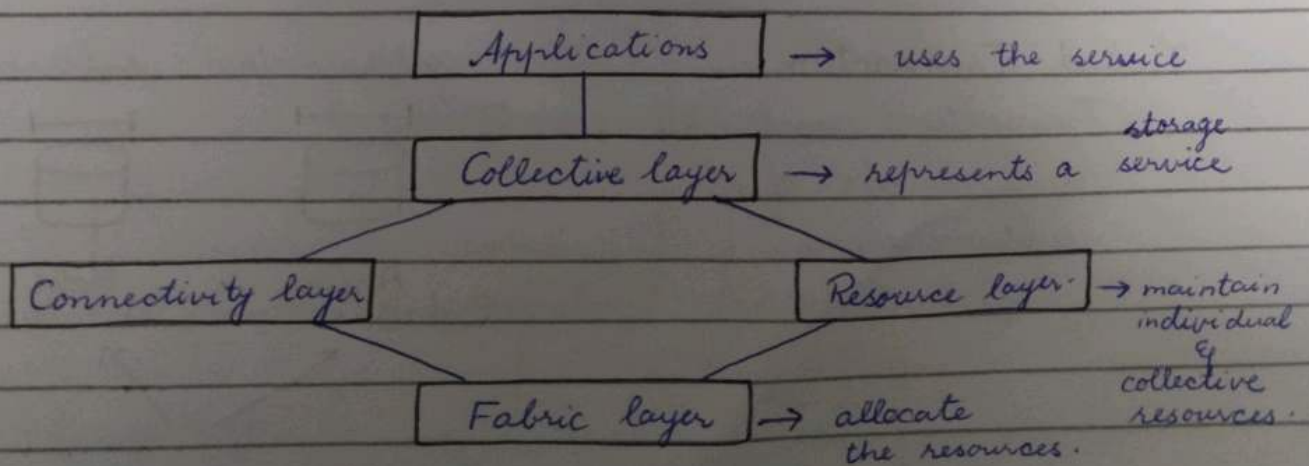 Applications → uses the service
storage
Collective layer → represents a service
Connectivity layer
Resource layer. → maintain
individual
&
collective
resources.
Fabric layer → allocate
the resources.